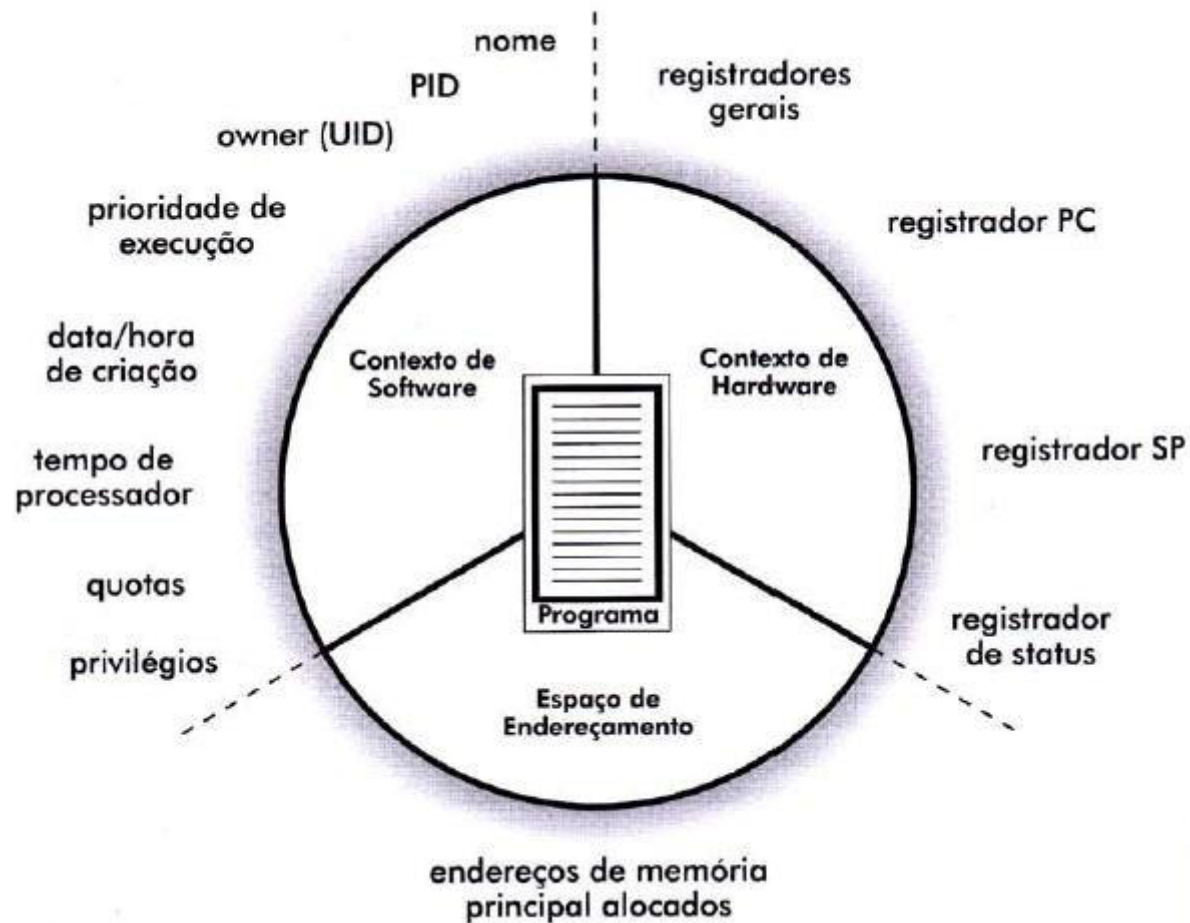 nome
PID
owner (UID)
prioridade de
execução
data/hora
de criação
tempo de
processador
quotas
privilégios
registradores
gerais
registrador PC
registrador SP
registrador
de status
Contexto de
Software
Contexto de
Hardware
Programa
Espaço de
Endereçamento
endereços de memória
principal alocados